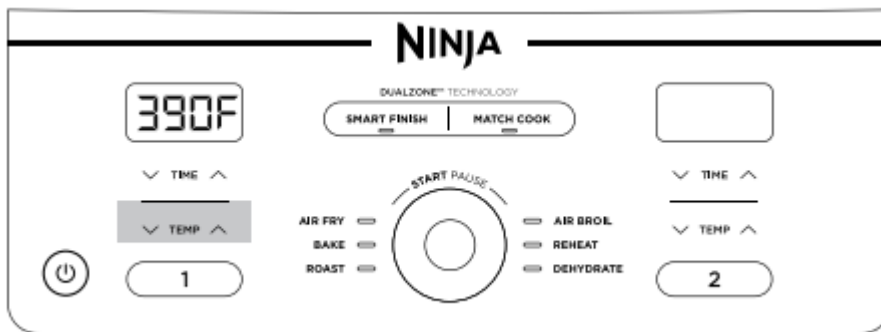 NINJA
DUALZONE™ TECHNOLOGY
390F
SMART FINISH
MATCH COOK
TIME
TEMP
1
START PAUSE
AIR FRY
BAKE
ROAST
AIR BROIL
REHEAT
DEHYDRATE
TIME
TEMP
2